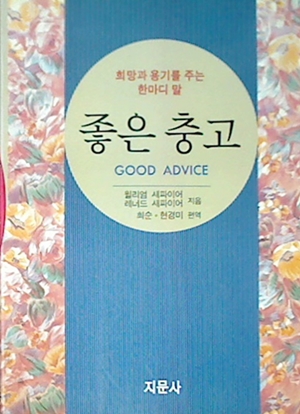 희망과 용기를 주는
한마디 말
좋은 충고
GOOD ADVICE
윌리엄 새파이어
레너드 새파이어 지음
최순·현경미 편역
지문사